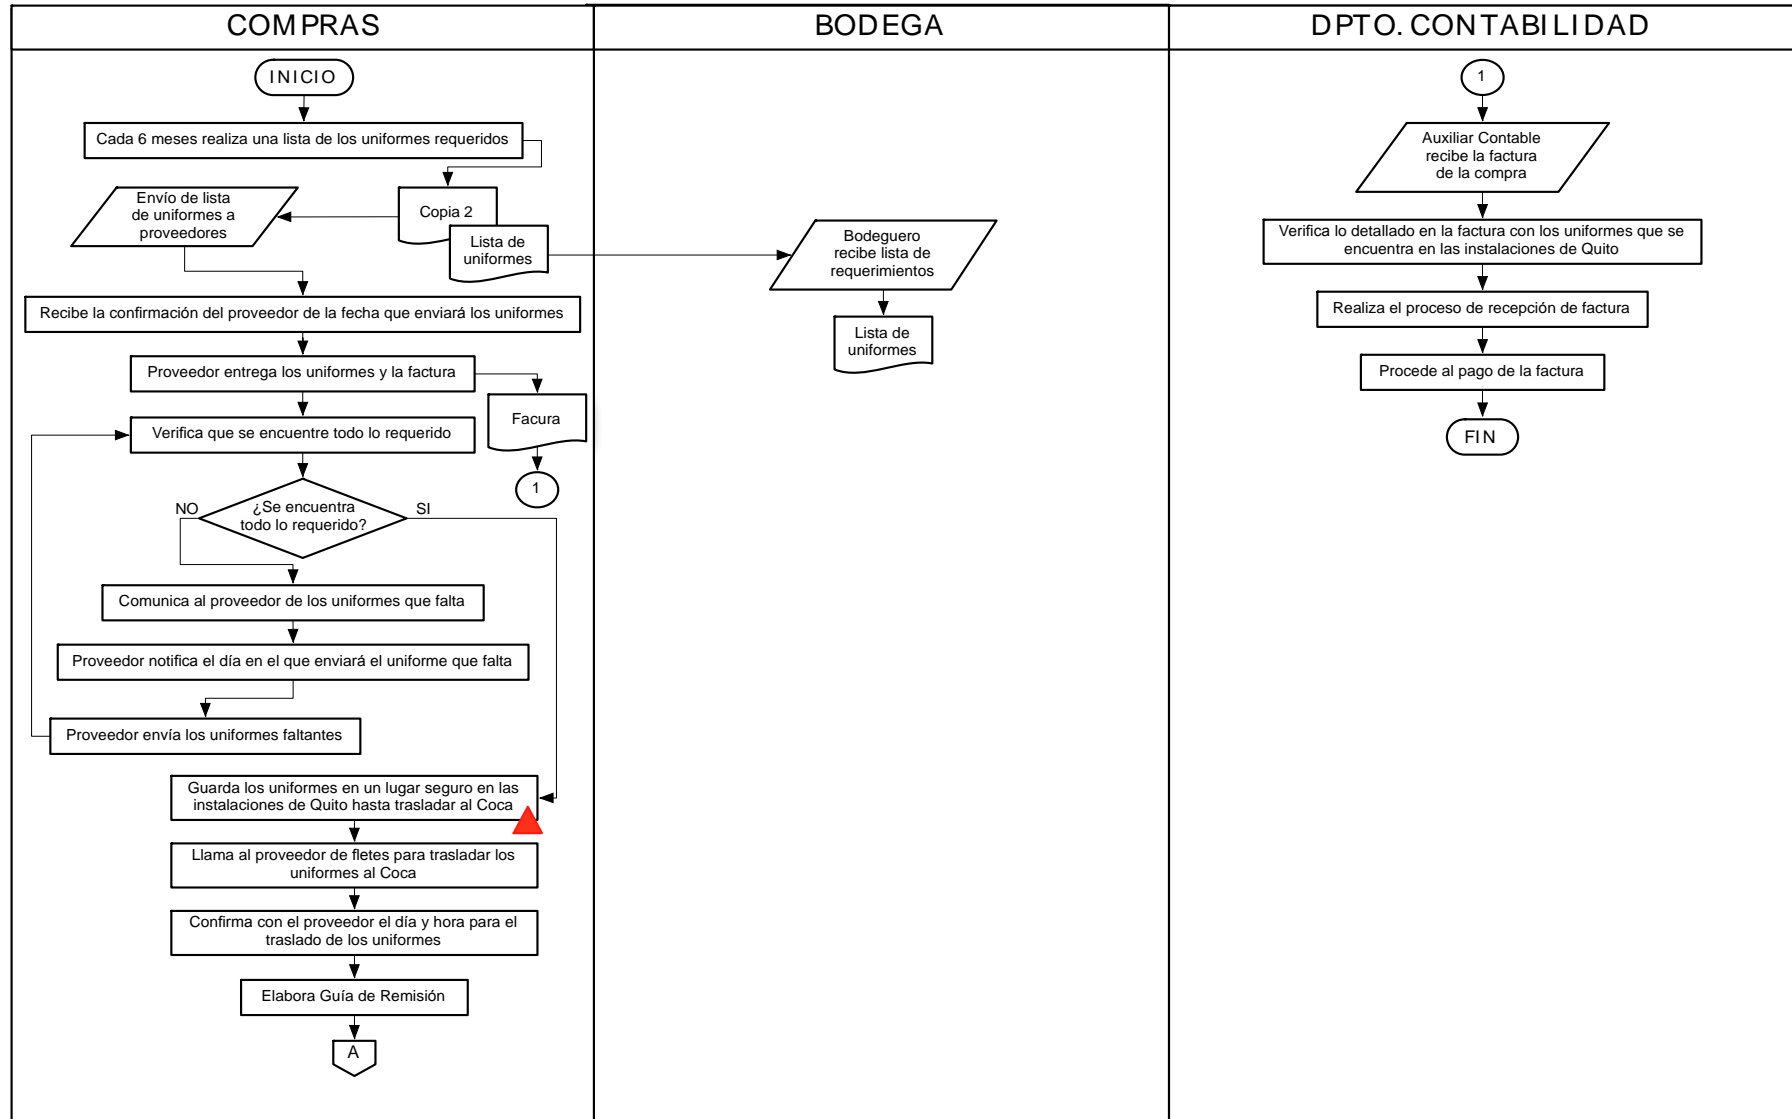 COMPRAS
INICIO
Cada 6 meses realiza una lista de los uniformes requeridos
Envío de lista
de uniformes a
proveedores
Copia 2
Lista de
uniformes
Recibe la confirmación del proveedor de la fecha que enviará los uniformes
Proveedor entrega los uniformes y la factura
Facura
1
Verifica que se encuentre todo lo requerido
¿Se encuentra
todo lo requerido?
NO
SI
Comunica al proveedor de los uniformes que falta
Proveedor notifica el día en el que enviará el uniforme que falta
Proveedor envía los uniformes faltantes
Guarda los uniformes en un lugar seguro en las
instalaciones de Quito hasta trasladar al Coca
Llama al proveedor de fletes para trasladar los
uniformes al Coca
Confirma con el proveedor el día y hora para el
traslado de los uniformes
Elabora Guía de Remisión
A
BODEGA
Bodeguero
recibe lista de
requerimientos
Lista de
uniformes
DPTO. CONTABILIDAD
1
Auxiliar Contable
recibe la factura
de la compra
Verifica lo detallado en la factura con los uniformes que se
encuentra en las instalaciones de Quito
Realiza el proceso de recepción de factura
Procede al pago de la factura
FIN